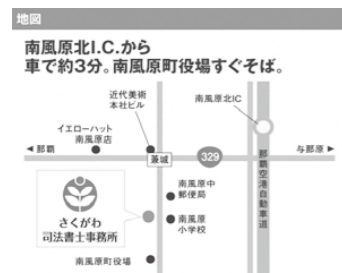 地図
南風原北I.C.から
車で約3分。南風原町役場すぐそば。
近代美術
本社ビル
南風原北IC
イエローハット
南風原店
◀那覇
兼城
329
与那原▶
那覇空港自動車道
南風原中
郵便局
さくがわ
司法書士事務所
南風原
小学校
南風原町役場